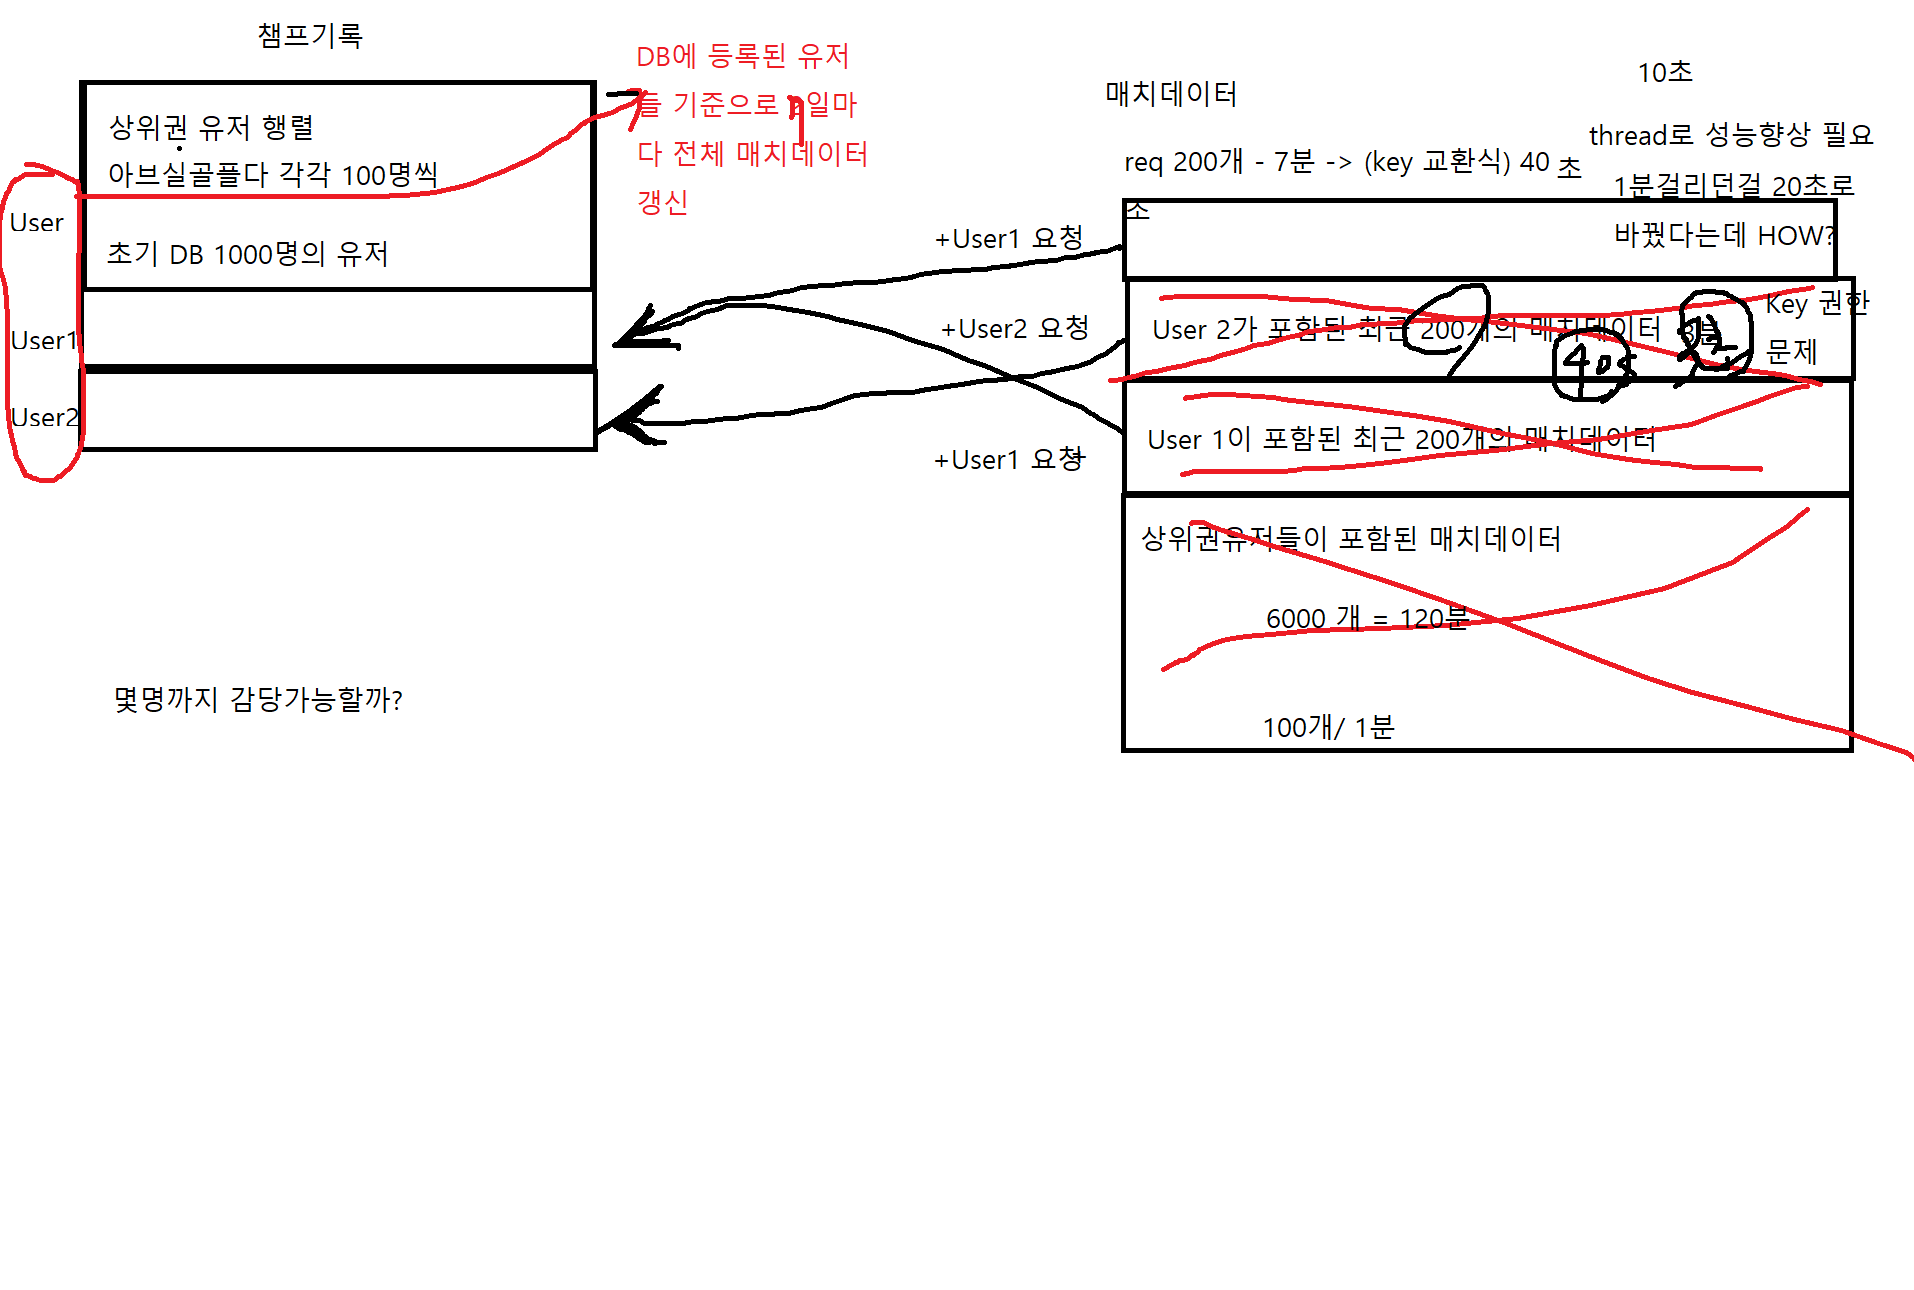 챔프기록
상위권 유저 행렬
아브실골플다 각각 100명씩
초기 DB 1000명의 유저
User
User1
User2
몇명까지 감당가능할까?
DB에 등록된 유저
들 기준으로 n일마
다 전체 매치데이터
갱신
+User1 요청
+User2 요청
+User1 요청+
매치데이터
req 200개 - 7분 -> (key 교환식) 40 초
초
10초
thread로 성능향상 필요
1분걸리던걸 20초로
바꿨다는데 HOW?
Key 권한
문제
User 2가 포함된 최근 200개의 매치데이터
40s
User 1이 포함된 최근 200개의 매치데이터
상위권유저들이 포함된 매치데이터
6000 개 = 120분
100개/ 1분